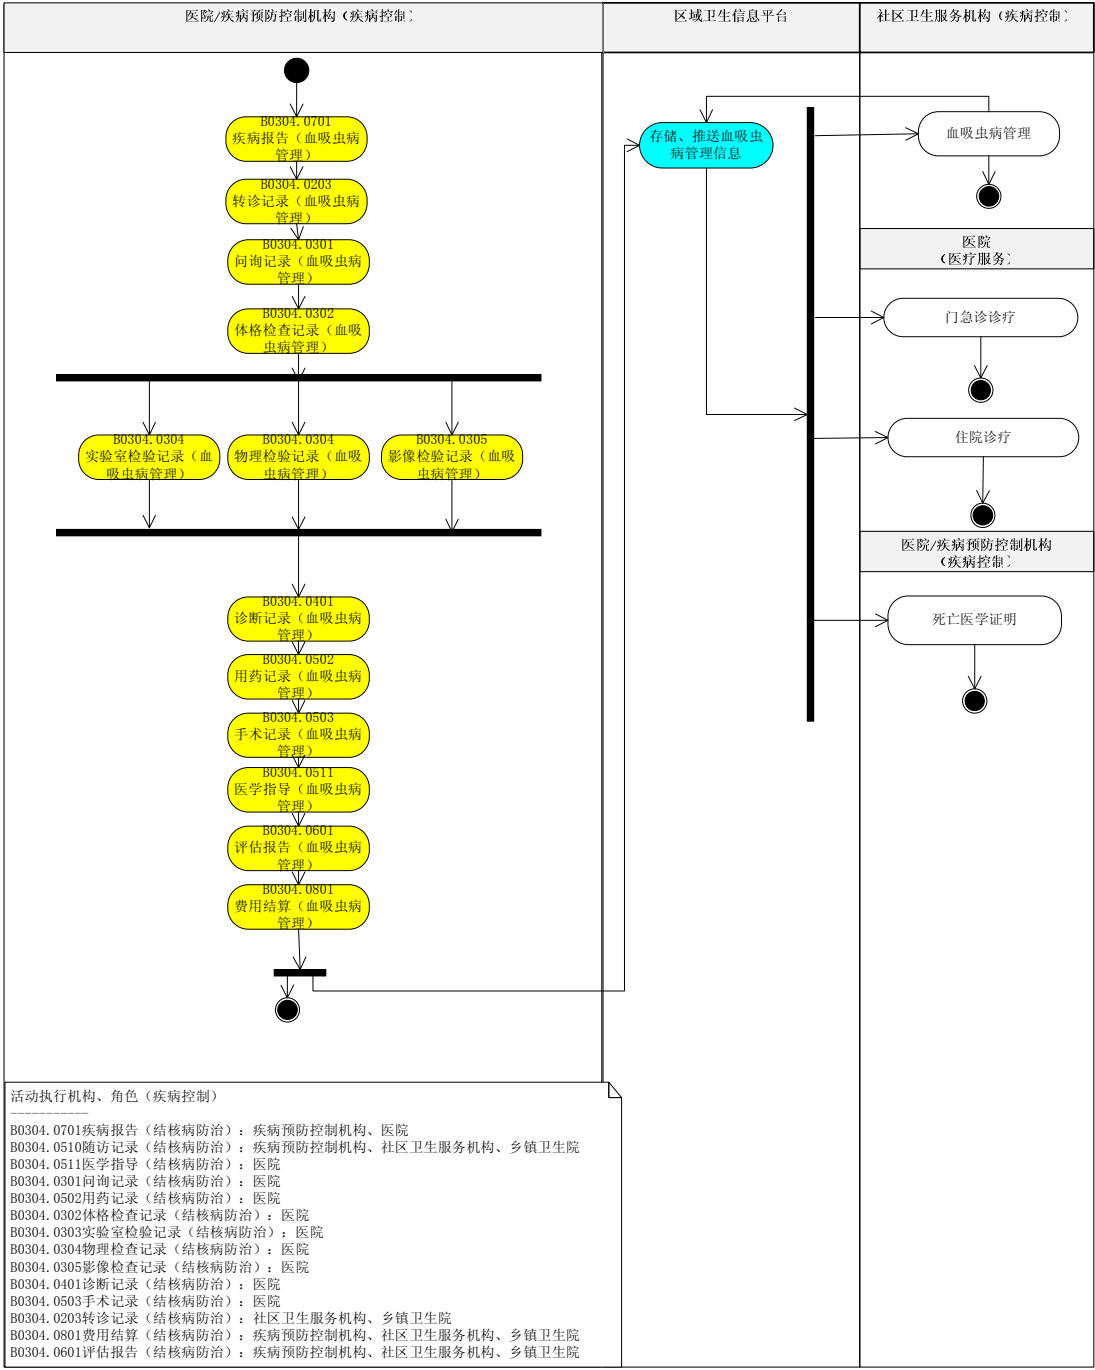 医院/疾病预防控制机构（疾病控制）
区域卫生信息平台
社区卫生服务机构（疾病控制）
B0304.0701
疾病报告（血吸虫病
管理）
B0304.0203
转诊记录（血吸虫病
管理）
B0304.0301
问询记录（血吸虫病
管理）
B0304.0302
体格检查记录（血吸
虫病管理）
B0304.0304
实验室检验记录（血
吸虫病管理）
B0304.0304
物理检验记录（血吸
虫病管理）
B0304.0305
影像检验记录（血吸
虫病管理）
B0304.0401
诊断记录（血吸虫病
管理）
B0304.0502
用药记录（血吸虫病
管理）
B0304.0503
手术记录（血吸虫病
管理）
B0304.0511
医学指导（血吸虫病
管理）
B0304.0601
评估报告（血吸虫病
管理）
B0304.0801
费用结算（血吸虫病
管理）
存储、推送血吸虫
病管理信息
血吸虫病管理
医院
（医疗服务）
门急诊诊疗
住院诊疗
医院/疾病预防控制机构
（疾病控制）
死亡医学证明
活动执行机构、角色（疾病控制）
-----------
B0304.0701疾病报告（结核病防治）：疾病预防控制机构、医院
B0304.0510随访记录（结核病防治）：疾病预防控制机构、社区卫生服务机构、乡镇卫生院
B0304.0511医学指导（结核病防治）：医院
B0304.0301问询记录（结核病防治）：医院
B0304.0502用药记录（结核病防治）：医院
B0304.0302体格检查记录（结核病防治）：医院
B0304.0303实验室检验记录（结核病防治）：医院
B0304.0304物理检查记录（结核病防治）：医院
B0304.0305影像检查记录（结核病防治）：医院
B0304.0401诊断记录（结核病防治）：医院
B0304.0503手术记录（结核病防治）：医院
B0304.0203转诊记录（结核病防治）：社区卫生服务机构、乡镇卫生院
B0304.0801费用结算（结核病防治）：疾病预防控制机构、社区卫生服务机构、乡镇卫生院
B0304.0601评估报告（结核病防治）：疾病预防控制机构、社区卫生服务机构、乡镇卫生院